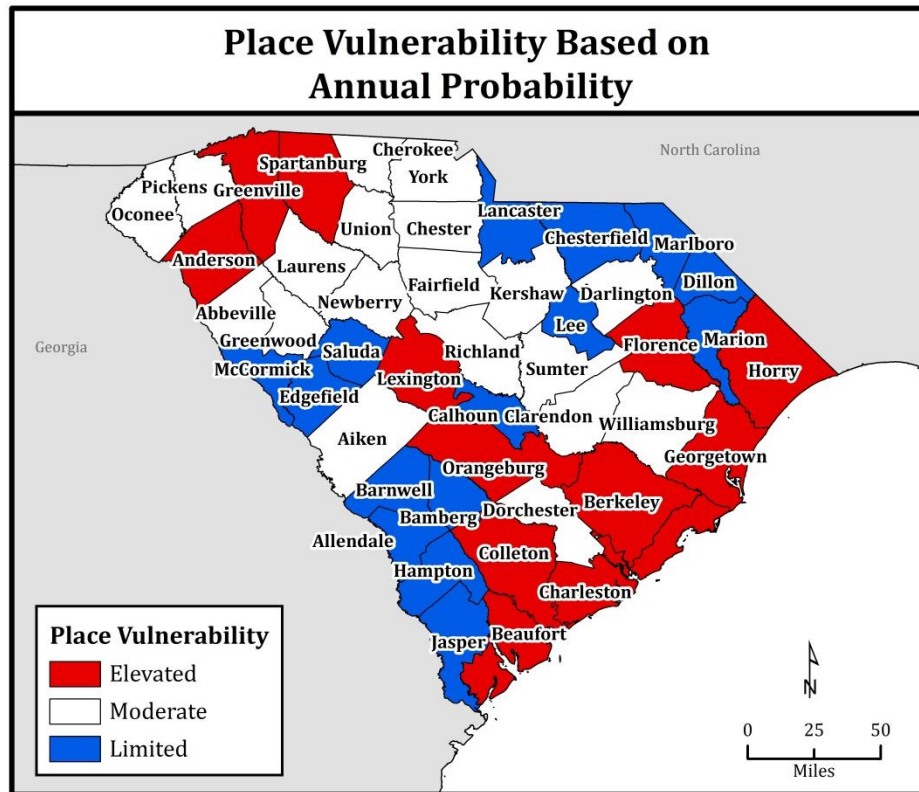 Place Vulnerability Based on
Annual Probability
North Carolina
Cherokee
York
Spartanburg
Pickens
Greenville
Oconee
Lancaster
Union
Chester
Chesterfield
Marlboro
Anderson
Laurens
Fairfield
Kershaw
Dillon
Newberry
Darlington
Abbeville
Lee
Greenwood
Marion
Georgia
Saluda
Richland
Florence
McCormick
Lexington
Sumter
Horry
Edgefield
Calhoun
Clarendon
Williamsburg
Aiken
Georgetown
Orangeburg
Barnwell
Berkeley
Dorchester
Bamberg
Allendale
Colleton
Hampton
Charleston
Beaufort
Jasper
Place Vulnerability
Elevated
Moderate
Limited
N
0 25 50
Miles